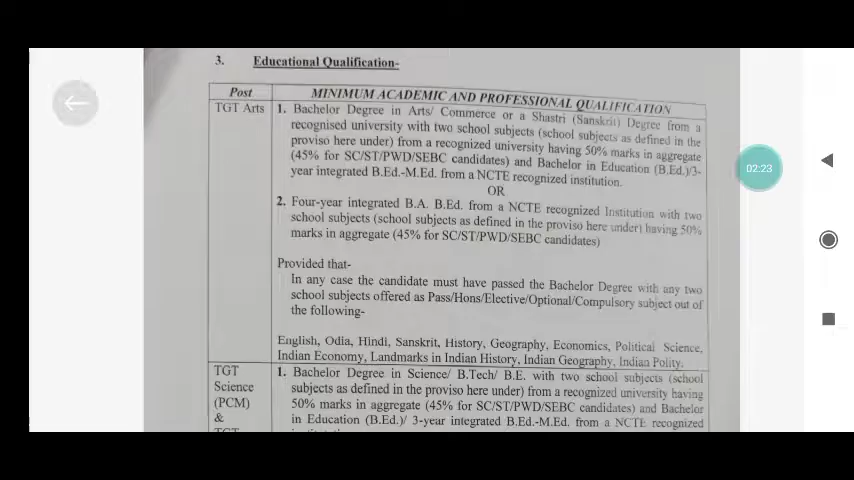 3. Educational Qualification-
Post MINIMUM ACADEMIC AND PROFESSIONAL QUALIFICATION
TGT Arts 1. Bachelor Degree in Arts/ Commerce or a Shastri (Sanskrit) Degree from a
recognised university with two school subjects (school subjects as defined in the
proviso here under) from a recognized university having 50% marks in aggregate
(45% for SC/ST/PWD/SEBC candidates) and Bachelor in Education (B.Ed.)/3-
year integrated B.Ed.-M.Ed. from a NCTE recognized institution.
OR
2. Four-year integrated B.A. B.Ed. from a NCTE recognized Institution with two
school subjects (school subjects as defined in the proviso here under) having 50%
marks in aggregate (45% for SC/ST/PWD/SEBC candidates)
Provided that-
In any case the candidate must have passed the Bachelor Degree with any two
school subjects offered as Pass/Hons/Elective/Optional/Compulsory subject out of
the following-
English, Odia, Hindi, Sanskrit, History, Geography, Economics, Political Science,
Indian Economy, Landmarks in Indian History, Indian Geography, Indian Polity.
TGT 1. Bachelor Degree in Science/ B.Tech/ B.E. with two school subjects (school
Science subjects as defined in the proviso here under) from a recognized university having
(PCM) 50% marks in aggregate (45% for SC/ST/PWD/SEBC candidates) and Bachelor
& in Education (B.Ed.)/ 3-year integrated B.Ed.-M.Ed. from a NCTE recognized
02:23